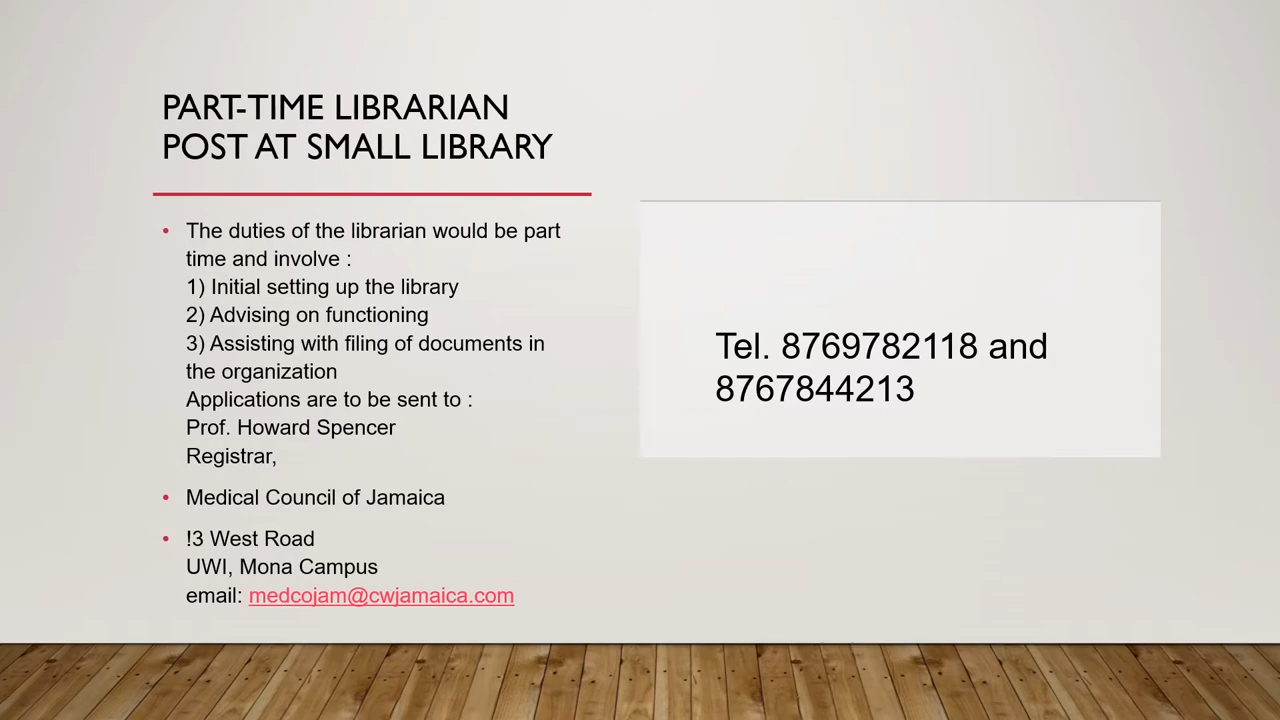 PART-TIME LIBRARIAN
POST AT SMALL LIBRARY
• The duties of the librarian would be part
time and involve :
1) Initial setting up the library
2) Advising on functioning
3) Assisting with filing of documents in
the organization
Applications are to be sent to :
Prof. Howard Spencer
Registrar,
• Medical Council of Jamaica
• !3 West Road
UWI, Mona Campus
email: medcojam@cwjamaica.com
Tel. 8769782118 and
8767844213